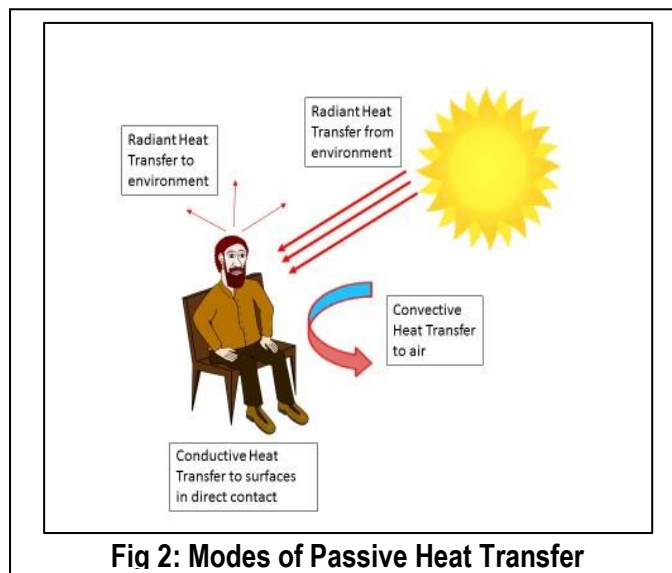 Radiant Heat
Transfer to
environment
Radiant Heat
Transfer from
environment
Convective
Heat Transfer
to air
Conductive Heat
Transfer to surfaces
in direct contact
Fig 2: Modes of Passive Heat Transfer